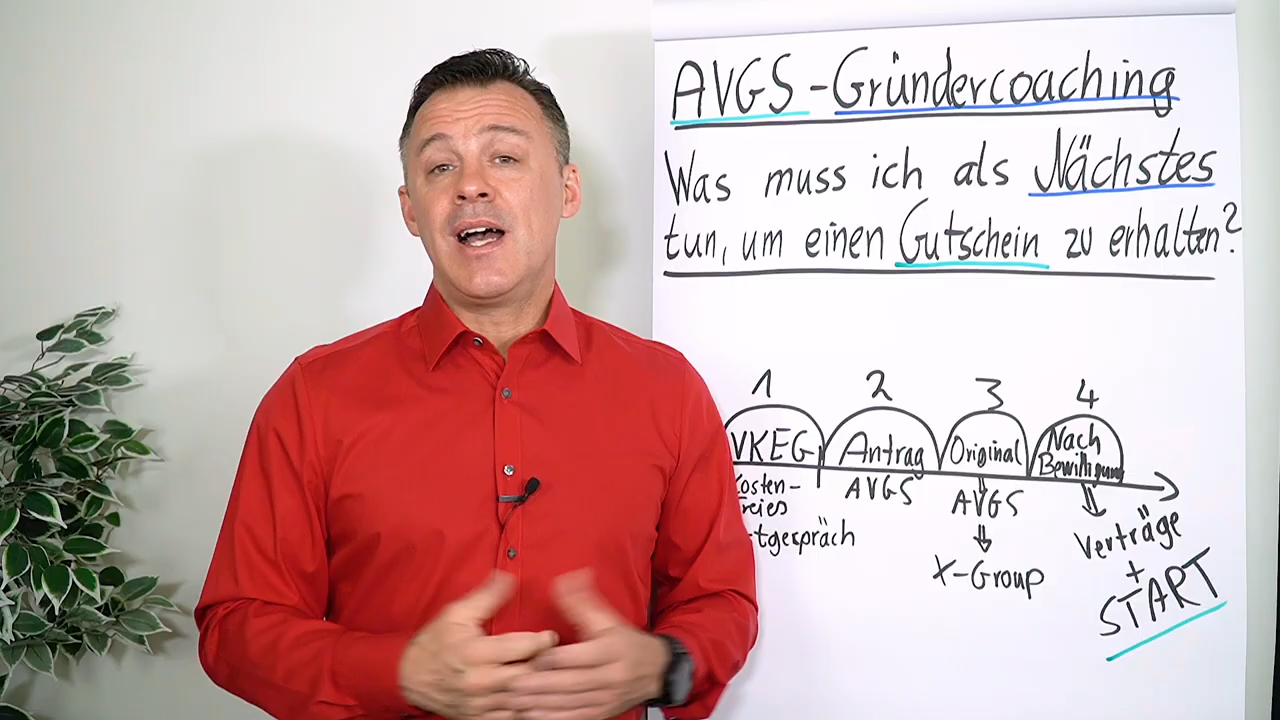 AVGS-Gründercoaching
Was muss ich als Nächstes
tun, um einen Gutschein zu erhalten?
1 2 3 4
VKEG Antrag Original Nach
Bewilligung
AVGS AVGS Verträge
X-Group +
START